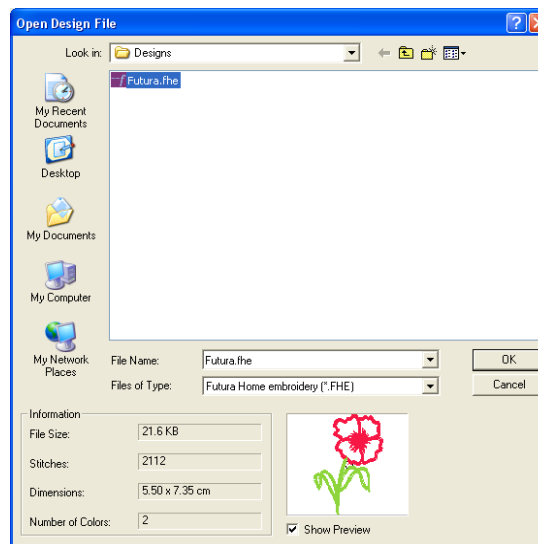 Open Design File
Look in: Designs
Futura.fhe
My Recent
Documents
Desktop
My Documents
My Computer
My Network
Places
File Name: Futura.fhe OK
Files of Type: Futura Home embroidery (*.FHE) Cancel
Information
File Size: 21.6 KB
Stitches: 2112
Dimensions: 5.50 x 7.35 cm
Number of Colors: 2
Show Preview